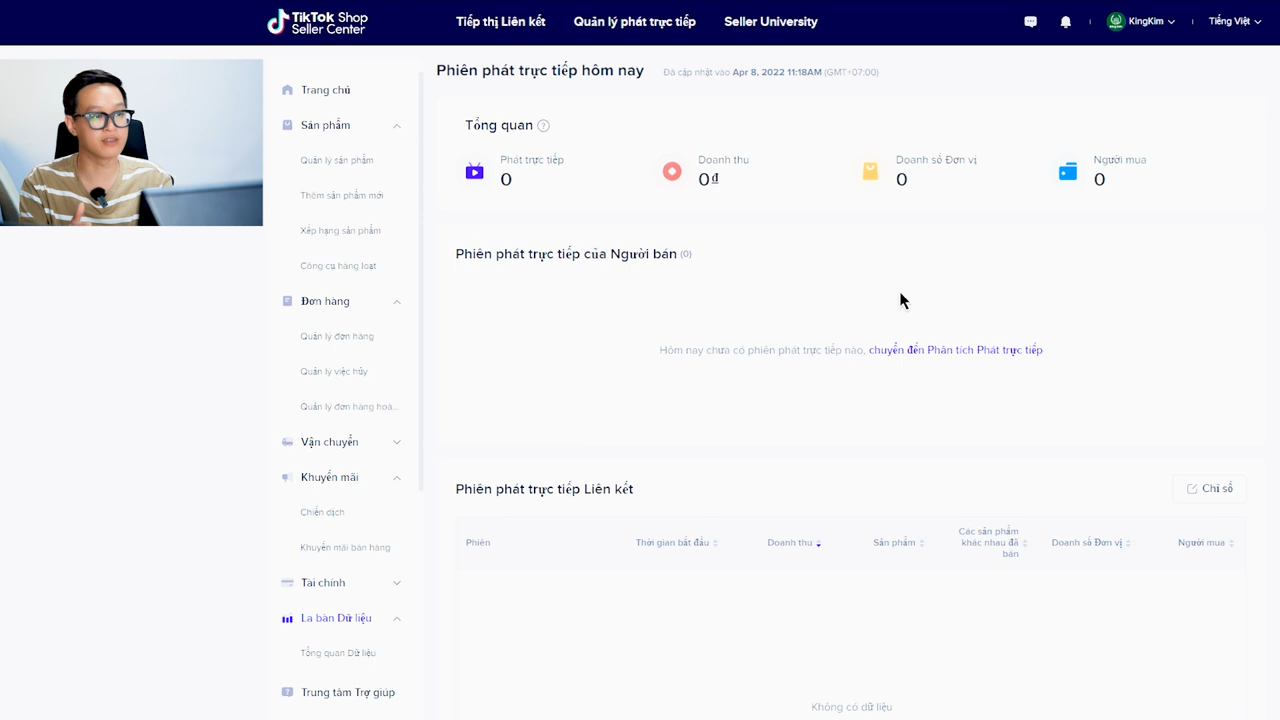 TikTok Shop
Seller Center
Tiếp thị Liên kết
Quản lý phát trực tiếp
Seller University
KingKim
Tiếng Việt
Trang chủ
Sản phẩm
Quản lý sản phẩm
Thêm sản phẩm mới
Xếp hạng sản phẩm
Công cụ hàng loạt
Đơn hàng
Quản lý đơn hàng
Quản lý việc hủy
Quản lý đơn hàng hoà...
Vận chuyển
Khuyến mãi
Chiến dịch
Khuyến mãi bán hàng
Tài chính
La bàn Dữ liệu
Tổng quan Dữ liệu
Trung tâm Trợ giúp
Phiên phát trực tiếp hôm nay
Đã cập nhật vào Apr 8, 2022 11:18AM (GMT+07:00)
Tổng quan
Phát trực tiếp
0
Doanh thu
0₫
Doanh số Đơn vị
0
Người mua
0
Phiên phát trực tiếp của Người bán (0)
Hôm nay chưa có phiên phát trực tiếp nào, chuyển đến Phân tích Phát trực tiếp
Phiên phát trực tiếp Liên kết
Chỉ số
Phiên
Thời gian bắt đầu
Doanh thu
Sản phẩm
Các sản phẩm
khác nhau đã
bán
Doanh số Đơn vị
Người mua
Không có dữ liệu